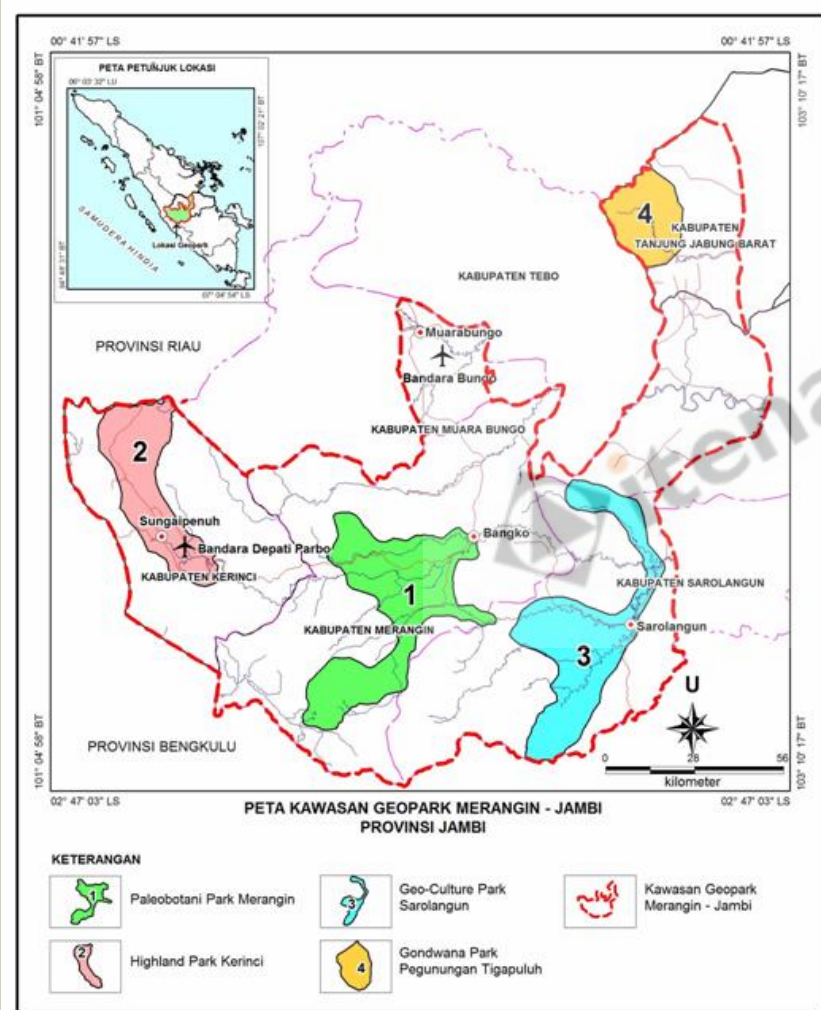 00° 41' 57" LS
00° 41' 57" LS
101° 04' 58" BT
103° 10' 17" BT
PETA PETUNJUK LOKASI
06° 03' 32" LU
107° 02' 21" BT
SAMUDERA HINDIA
Lokasi Geopark
07° 04' 54" LS
4
KABUPATEN
TANJUNG JABUNG BARAT
KABUPATEN TEBO
PROVINSI RIAU
Muarabungo
Bandara Bungo
KABUPATEN MUARA BUNGO
itena
2
Sungaipenuh
Bandara Depati Parbo
KABUPATEN KERINCI
Bangko
1
KABUPATEN MERANGIN
KABUPATEN SAROLANGUN
Sarolangun
3
U
PROVINSI BENGKULU
0 28 56
kilometer
101° 04' 58" BT
103° 10' 17" BT
02° 47' 03" LS
02° 47' 03" LS
PETA KAWASAN GEOPARK MERANGIN - JAMBI
PROVINSI JAMBI
KETERANGAN
1
Paleobotani Park Merangin
3
Geo-Culture Park
Sarolangun
Kawasan Geopark
Merangin - Jambi
2
Highland Park Kerinci
4
Gondwana Park
Pegunungan Tigapuluh